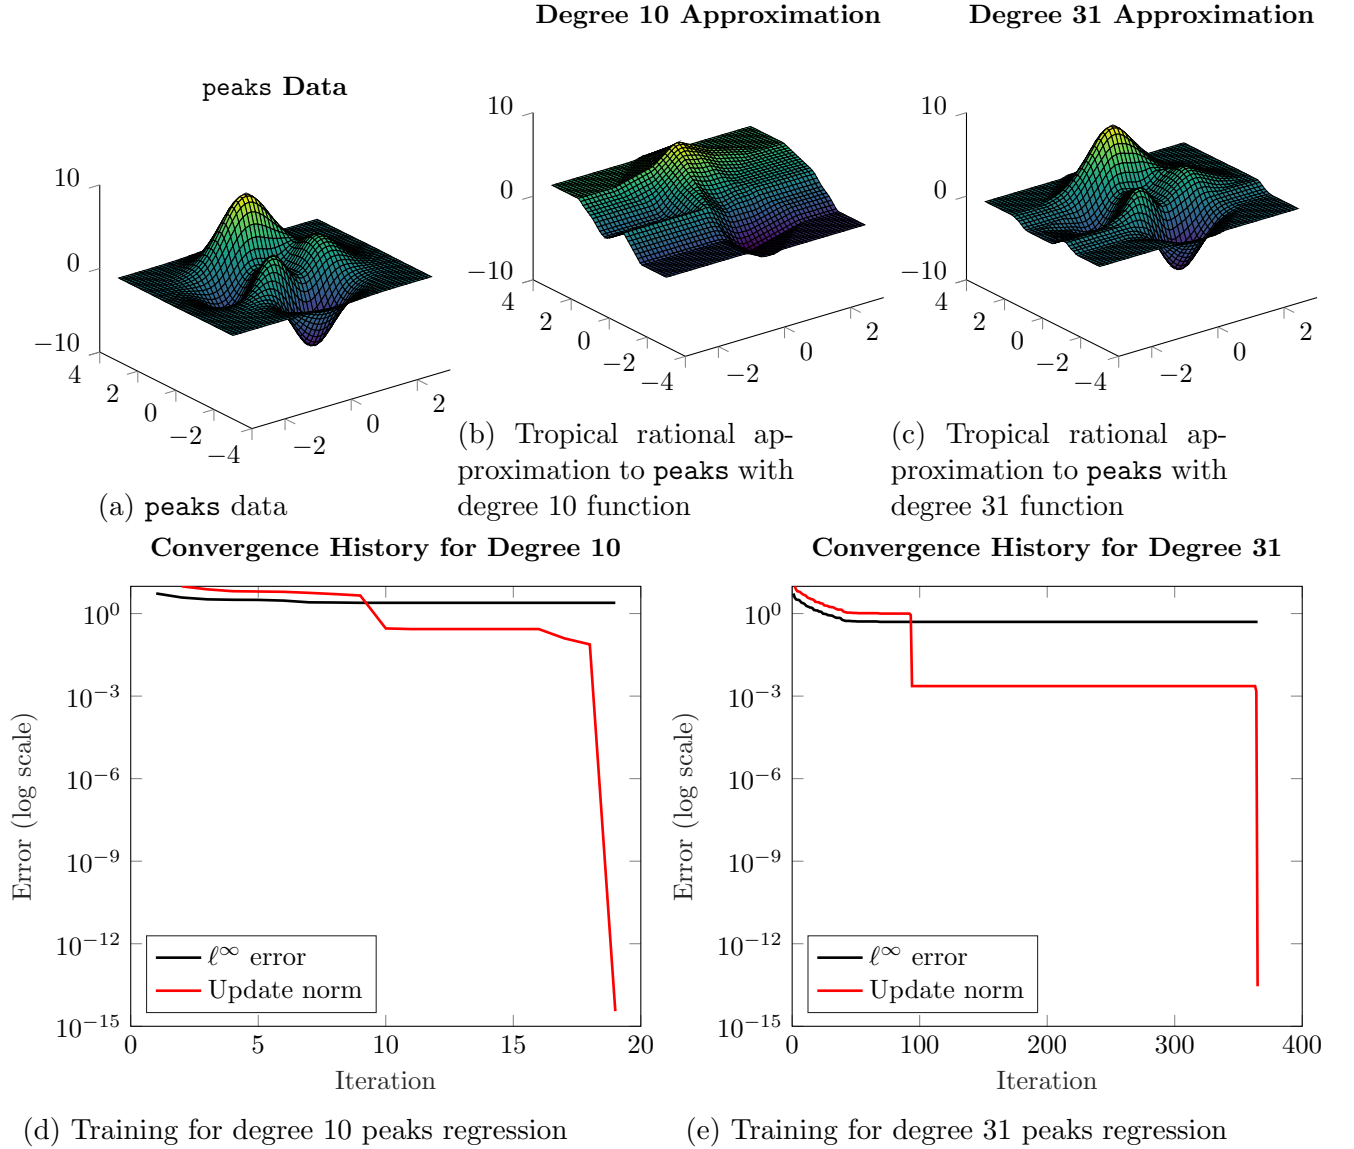 peaks Data
10
0
−10
4
2
0
−2
−4
−2
0
2
(a) peaks data
Degree 10 Approximation
10
0
−10
4
2
0
−2
−4
−2
0
2
(b) Tropical rational ap-
proximation to peaks with
degree 10 function
Degree 31 Approximation
10
0
−10
4
2
0
−2
−4
−2
0
2
(c) Tropical rational ap-
proximation to peaks with
degree 31 function
Convergence History for Degree 10
10^0
10^−3
10^−6
10^−9
10^−12
10^−15
Error (log scale)
ℓ^∞ error
Update norm
0 5 10 15 20
Iteration
(d) Training for degree 10 peaks regression
Convergence History for Degree 31
10^0
10^−3
10^−6
10^−9
10^−12
10^−15
Error (log scale)
ℓ^∞ error
Update norm
0 100 200 300 400
Iteration
(e) Training for degree 31 peaks regression